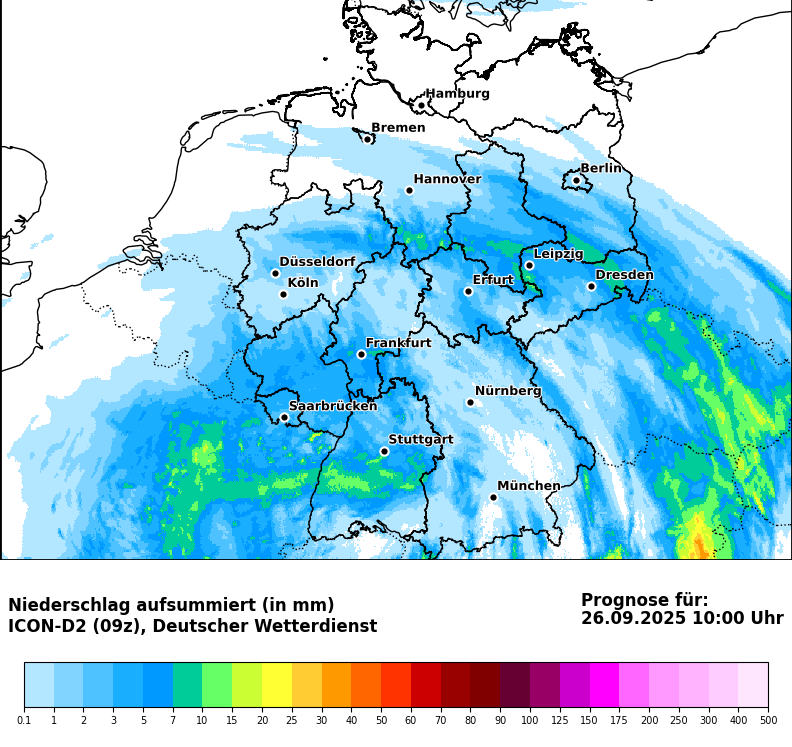 Hamburg
Bremen
Berlin
Hannover
Leipzig
Düsseldorf
Dresden
Köln
Erfurt
Frankfurt
Nürnberg
Saarbrücken
Stuttgart
München
Niederschlag aufsummiert (in mm)
ICON-D2 (09z), Deutscher Wetterdienst
Prognose für:
26.09.2025 10:00 Uhr
0.1 1 2 3 5 7 10 15 20 25 30 40 50 60 70 80 90 100 125 150 175 200 250 300 400 500